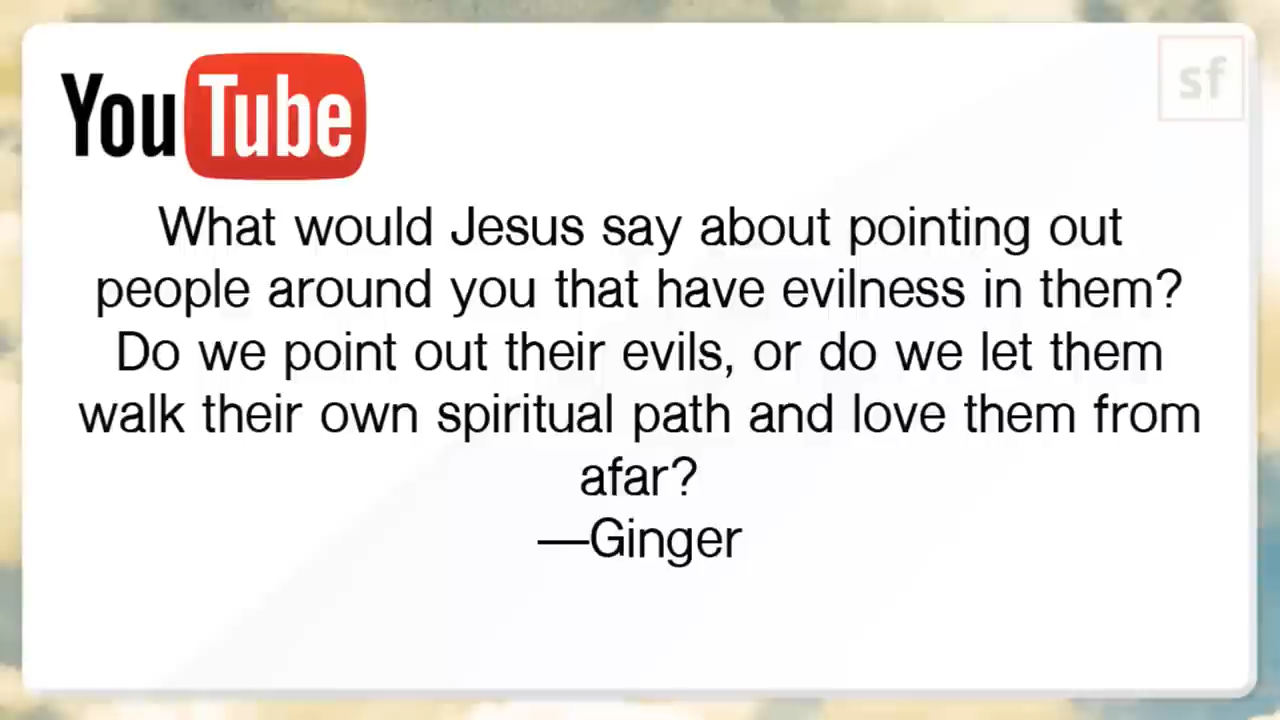 YouTube
sf
What would Jesus say about pointing out
people around you that have evilness in them?
Do we point out their evils, or do we let them
walk their own spiritual path and love them from
afar?
—Ginger